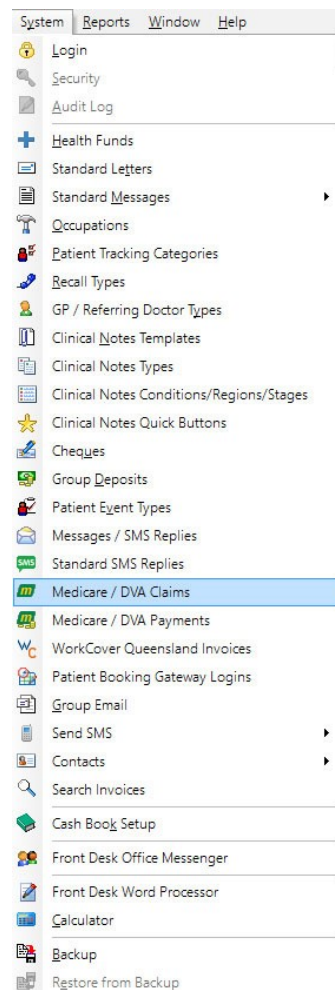 System Reports Window Help
Login
Security
Audit Log
Health Funds
Standard Letters
Standard Messages
Occupations
Patient Tracking Categories
Recall Types
GP / Referring Doctor Types
Clinical Notes Templates
Clinical Notes Types
Clinical Notes Conditions/Regions/Stages
Clinical Notes Quick Buttons
Cheques
Group Deposits
Patient Event Types
Messages / SMS Replies
SMS Standard SMS Replies
m Medicare / DVA Claims
m Medicare / DVA Payments
WC WorkCover Queensland Invoices
Patient Booking Gateway Logins
Group Email
Send SMS
Contacts
Search Invoices
Cash Book Setup
Front Desk Office Messenger
Front Desk Word Processor
Calculator
Backup
Restore from Backup